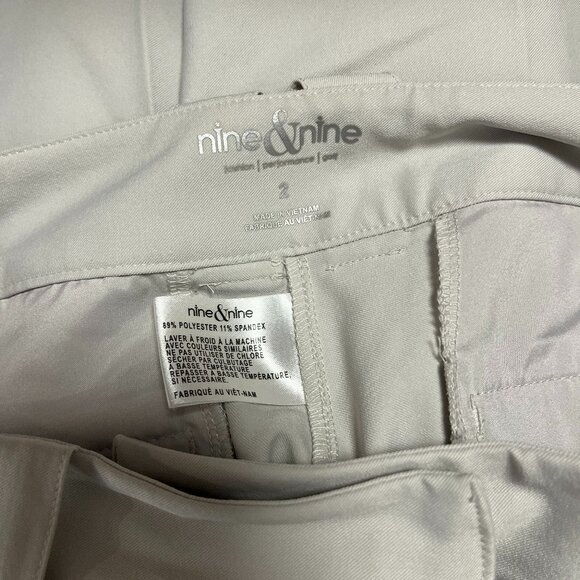 nine&nine
fashion | performance | golf
2
MADE IN VIETNAM
FABRIQUÉ AU VIÊT-NAM
nine&nine
89% POLYESTER 11% SPANDEX
LAVER À FROID À LA MACHINE
AVEC COULEURS SIMILAIRES
NE PAS UTILISER DE CHLORE
SÉCHER PAR CULBUTAGE
A BASSE TEMPÉRATURE
REPASSER A BASSE TEMPÉRATURE,
SI NÉCESSAIRE.
FABRIQUÉ AU VIÊT-NAM